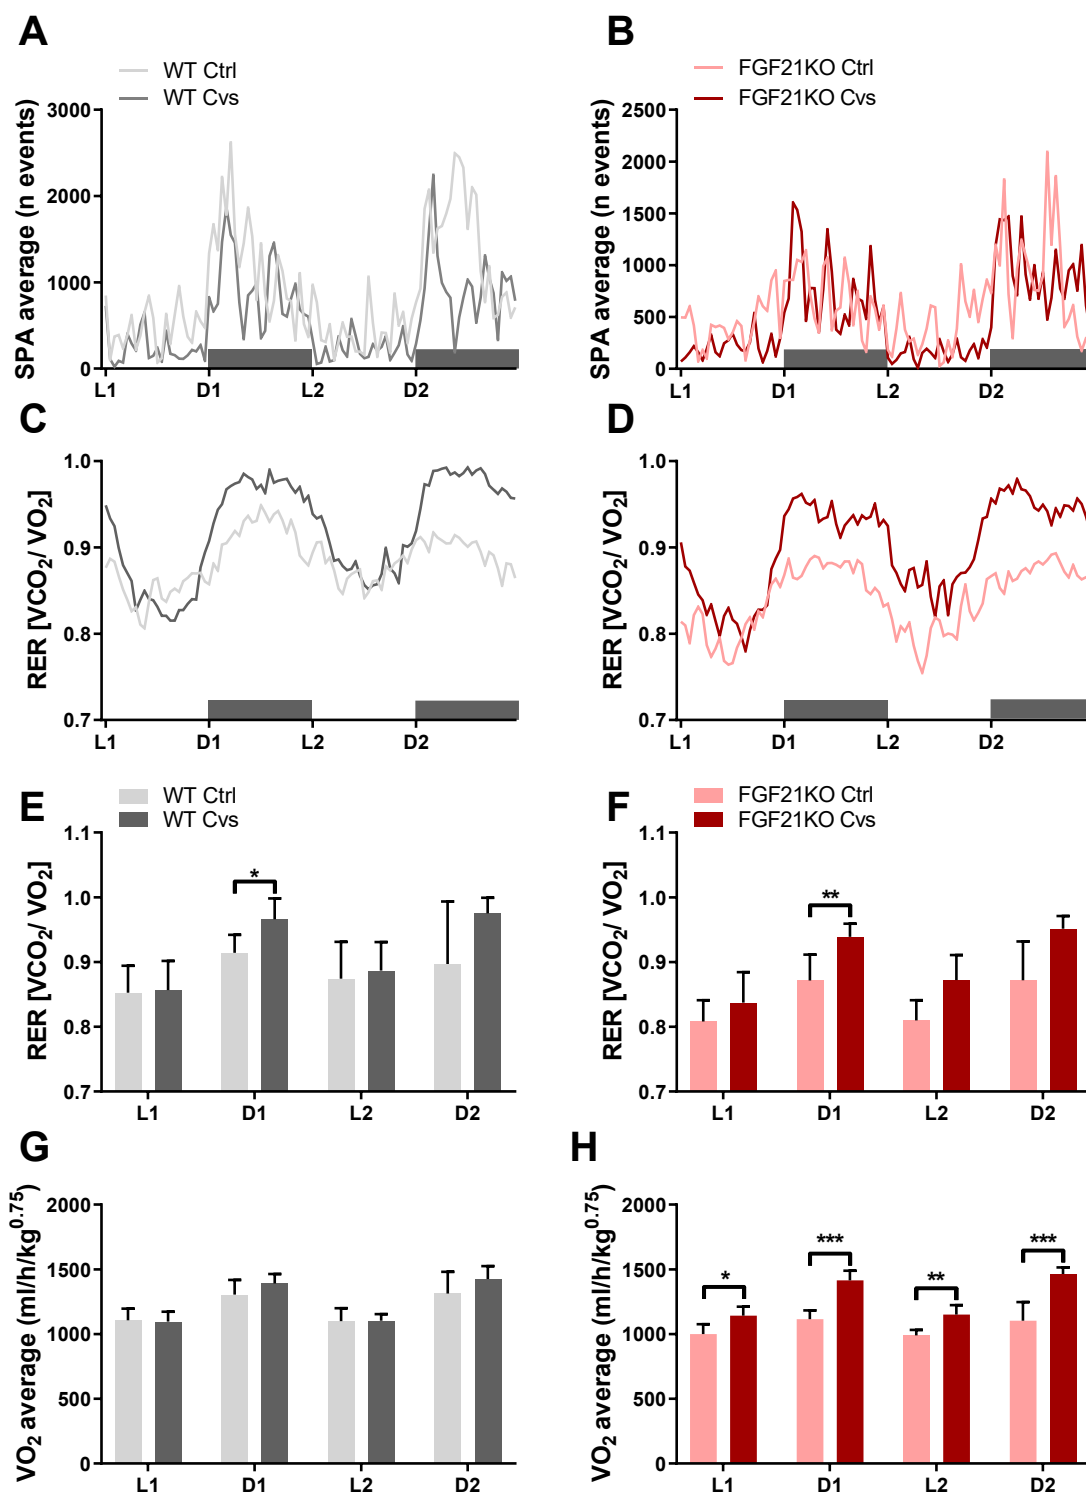 A
WT Ctrl
WT Cvs
SPA average (n events)
3000
2000
1000
0
L1 D1 L2 D2
B
FGF21KO Ctrl
FGF21KO Cvs
SPA average (n events)
2500
2000
1500
1000
500
0
L1 D1 L2 D2
C
RER [VCO2/ VO2]
1.0
0.9
0.8
0.7
L1 D1 L2 D2
D
RER [VCO2/ VO2]
1.0
0.9
0.8
0.7
L1 D1 L2 D2
E
WT Ctrl
WT Cvs
RER [VCO2/ VO2]
1.1
1.0
0.9
0.8
0.7
*
L1 D1 L2 D2
F
FGF21KO Ctrl
FGF21KO Cvs
RER [VCO2/ VO2]
1.1
1.0
0.9
0.8
0.7
**
L1 D1 L2 D2
G
VO2 average (ml/h/kg0.75)
2000
1500
1000
500
0
L1 D1 L2 D2
H
VO2 average (ml/h/kg0.75)
2000
1500
1000
500
0
* *** ** ***
L1 D1 L2 D2